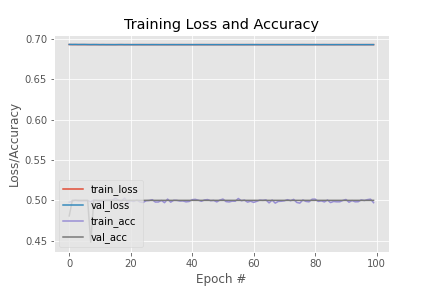 Training Loss and Accuracy
0.70
0.65
0.60
0.55
0.50
0.45
Loss/Accuracy
train_loss
val_loss
train_acc
val_acc
0 20 40 60 80 100
Epoch #